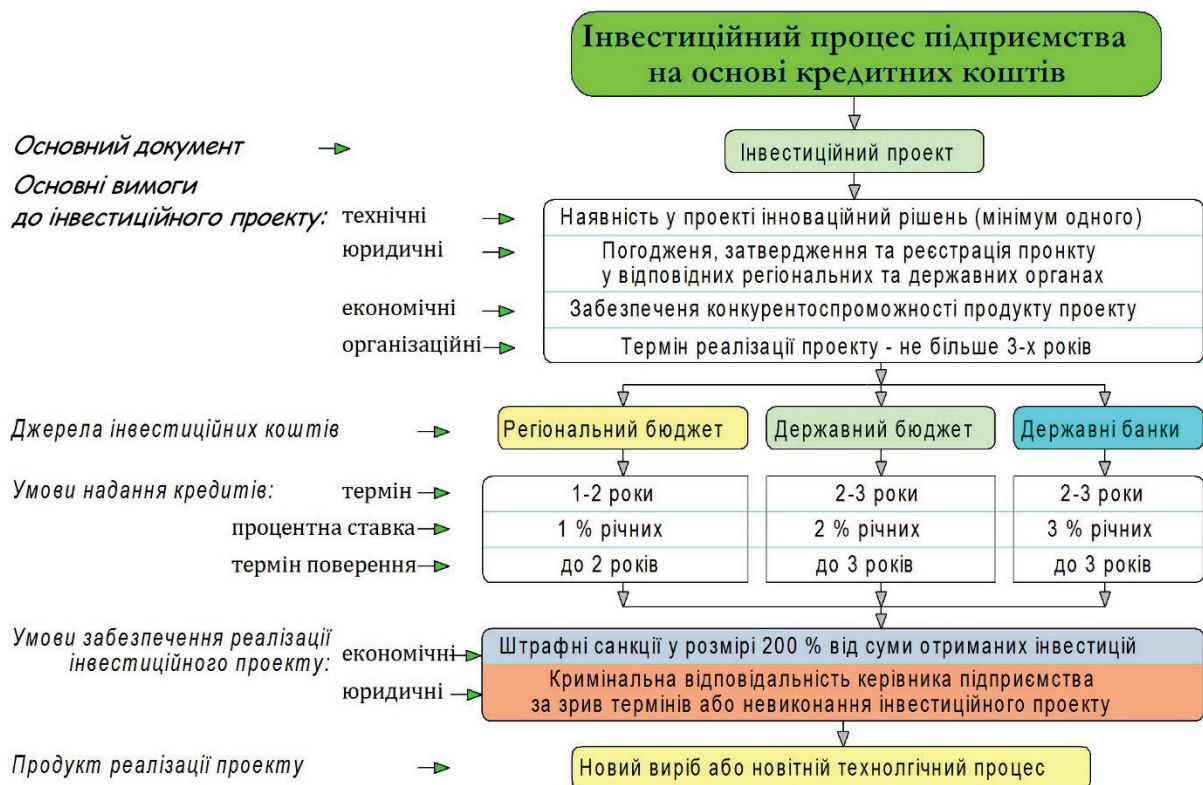 Інвестиційний процес підприємства
на основі кредитних коштів
Основний документ
Інвестиційний проект
Основні вимоги
до інвестиційного проекту:
технічні
Наявність у проекті інноваційний рішень (мінімум одного)
юридичні
Погодженя, затвердження та реєстрація пронкту
у відповідних регіональних та державних органах
економічні
Забезпеченя конкурентоспроможності продукту проекту
організаційні
Термін реалізації проекту - не більше 3-х років
Джерела інвестиційних коштів
Регіональний бюджет
Державний бюджет
Державні банки
Умови надання кредитів:
термін
1-2 роки
2-3 роки
2-3 роки
процентна ставка
1 % річних
2 % річних
3 % річних
термін поверення
до 2 років
до 3 років
до 3 років
Умови забезпечення реалізації
інвестиційного проекту:
економічні
Штрафні санкції у розмірі 200 % від суми отриманих інвестицій
юридичні
Кримінальна відповідальність керівника підприємства
за зрив термінів або невиконання інвестиційного проекту
Продукт реалізації проекту
Новий виріб або новітній технолгічний процес